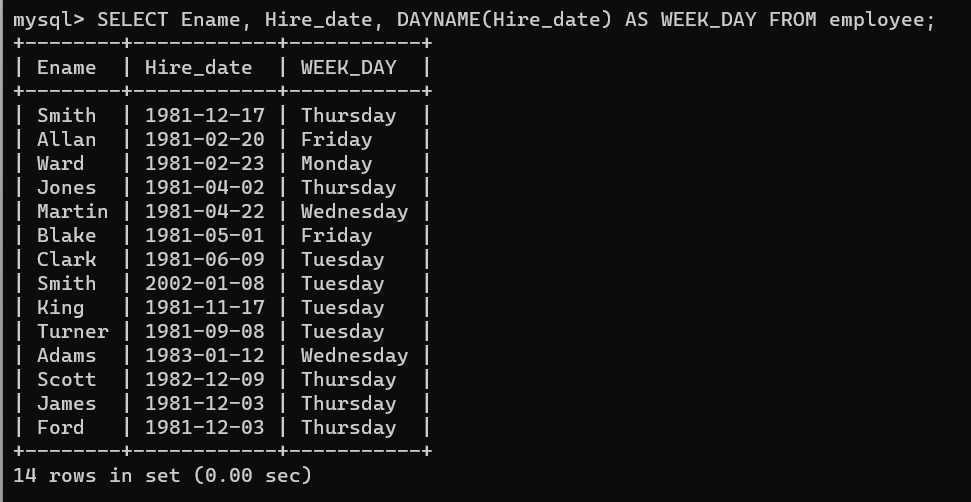 mysql> SELECT Ename, Hire_date, DAYNAME(Hire_date) AS WEEK_DAY FROM employee;
+--------+------------+-----------+
| Ename  | Hire_date  | WEEK_DAY  |
+--------+------------+-----------+
| Smith  | 1981-12-17 | Thursday  |
| Allan  | 1981-02-20 | Friday    |
| Ward   | 1981-02-23 | Monday    |
| Jones  | 1981-04-02 | Thursday  |
| Martin | 1981-04-22 | Wednesday |
| Blake  | 1981-05-01 | Friday    |
| Clark  | 1981-06-09 | Tuesday   |
| Smith  | 2002-01-08 | Tuesday   |
| King   | 1981-11-17 | Tuesday   |
| Turner | 1981-09-08 | Tuesday   |
| Adams  | 1983-01-12 | Wednesday |
| Scott  | 1982-12-09 | Thursday  |
| James  | 1981-12-03 | Thursday  |
| Ford   | 1981-12-03 | Thursday  |
+--------+------------+-----------+
14 rows in set (0.00 sec)